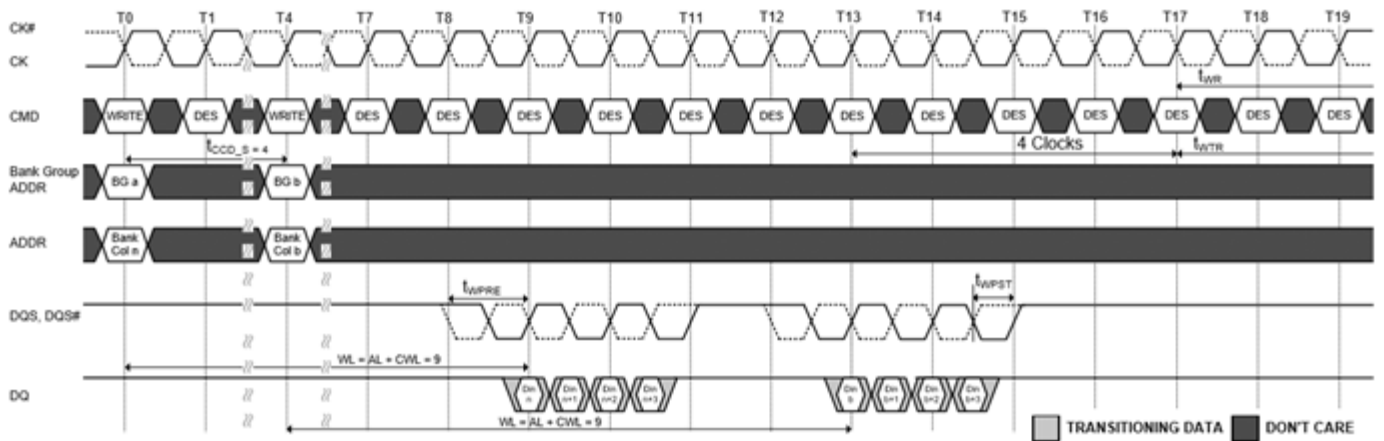 T0 T1 T4 T7 T8 T9 T10 T11 T12 T13 T14 T15 T16 T17 T18 T19
CK#
CK
tWR
CMD WRITE DES WRITE DES DES DES DES DES DES DES DES DES DES DES DES DES
tCCD_S = 4
4 Clocks
tWTR
Bank Group
ADDR
BG a BG b
ADDR
Bank
Col n
Bank
Col b
tWPRE
tWPST
DQS, DQS#
WL = AL + CWL = 9
DQ
Din
n
Din
n+1
Din
n+2
Din
n+3
Din
b
Din
b+1
Din
b+2
Din
b+3
WL = AL + CWL = 9
TRANSITIONING DATA DON'T CARE